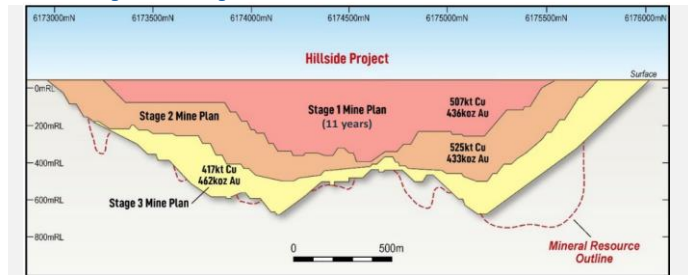 6173000mN 6173500mN 6174000mN 6174500mN 6175000mN 6175500mN 6176000mN
Hillside Project
Surface
0mRL
Stage 1 Mine Plan
(11 years)
507kt Cu
436koz Au
Stage 2 Mine Plan
200mRL
525kt Cu
433koz Au
400mRL
417kt Cu
462koz Au
Stage 3 Mine Plan
600mRL
800mRL
0 500m
Mineral Resource
Outline